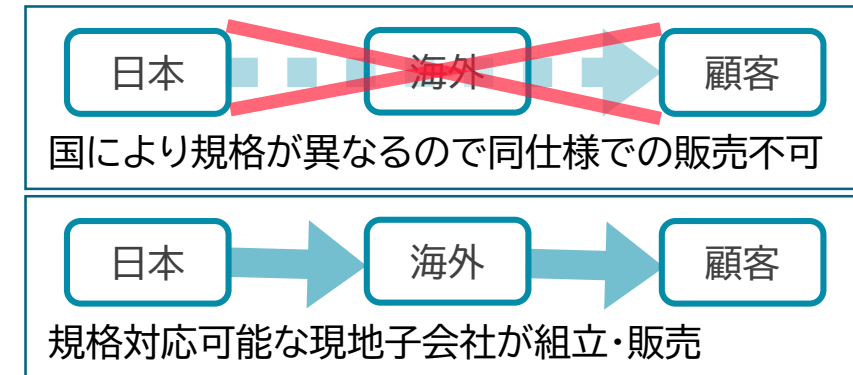 日本 海外 顧客
国により規格が異なるので同仕様での販売不可
日本 海外 顧客
規格対応可能な現地子会社が組立・販売